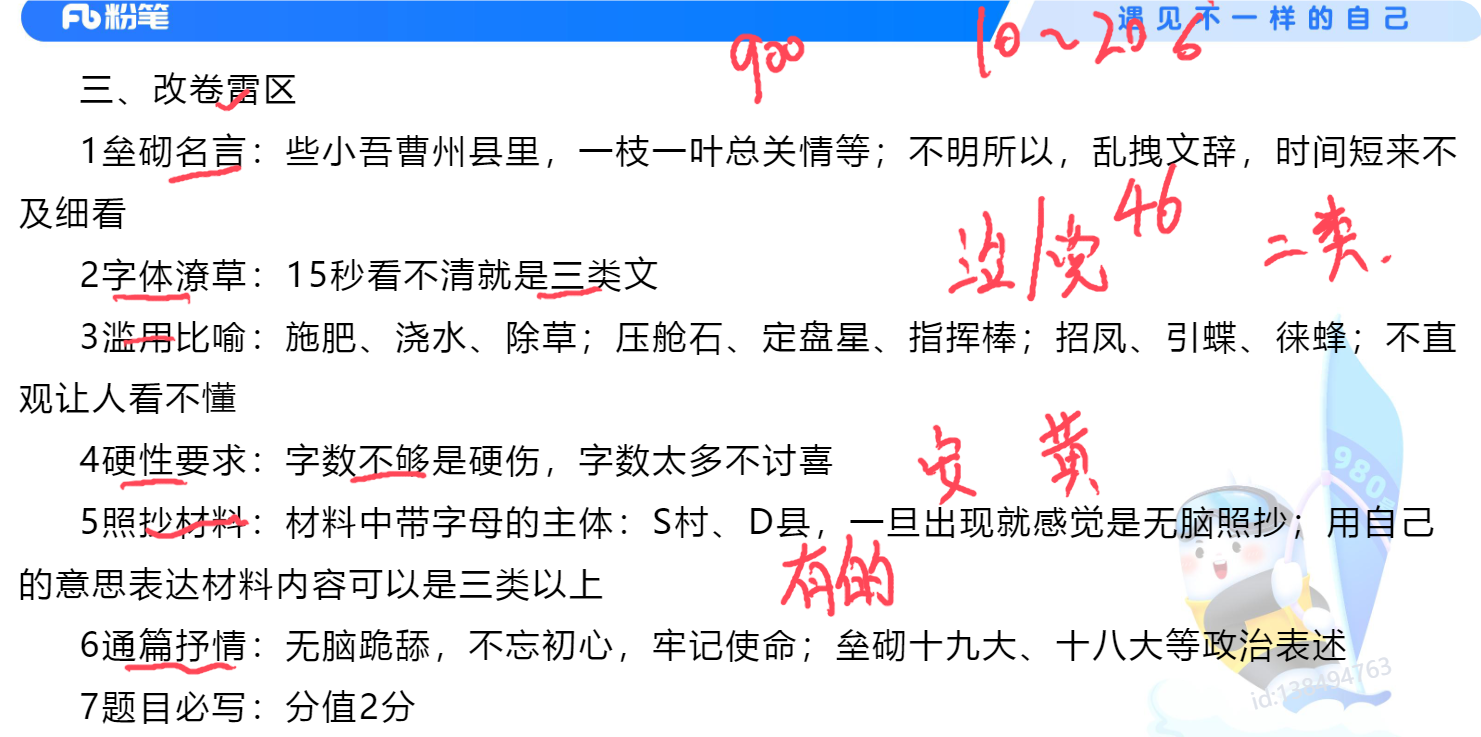 粉笔
遇见不一样的自己
900
10～20
6
三、改卷雷区
1垒砌名言：些小吾曹州县里，一枝一叶总关情等；不明所以，乱拽文辞，时间短来不
及细看
46
二类.
2字体潦草：15秒看不清就是三类文
3滥用比喻：施肥、浇水、除草；压舱石、定盘星、指挥棒；招凤、引蝶、徕蜂；不直
观让人看不懂
安 黄
980
4硬性要求：字数不够是硬伤，字数太多不讨喜
5照抄材料：材料中带字母的主体：S村、D县，一旦出现就感觉是无脑照抄；用自己
的意思表达材料内容可以是三类以上
有的
6通篇抒情：无脑跪舔，不忘初心，牢记使命；垒砌十九大、十八大等政治表述
id:138494763
7题目必写：分值2分